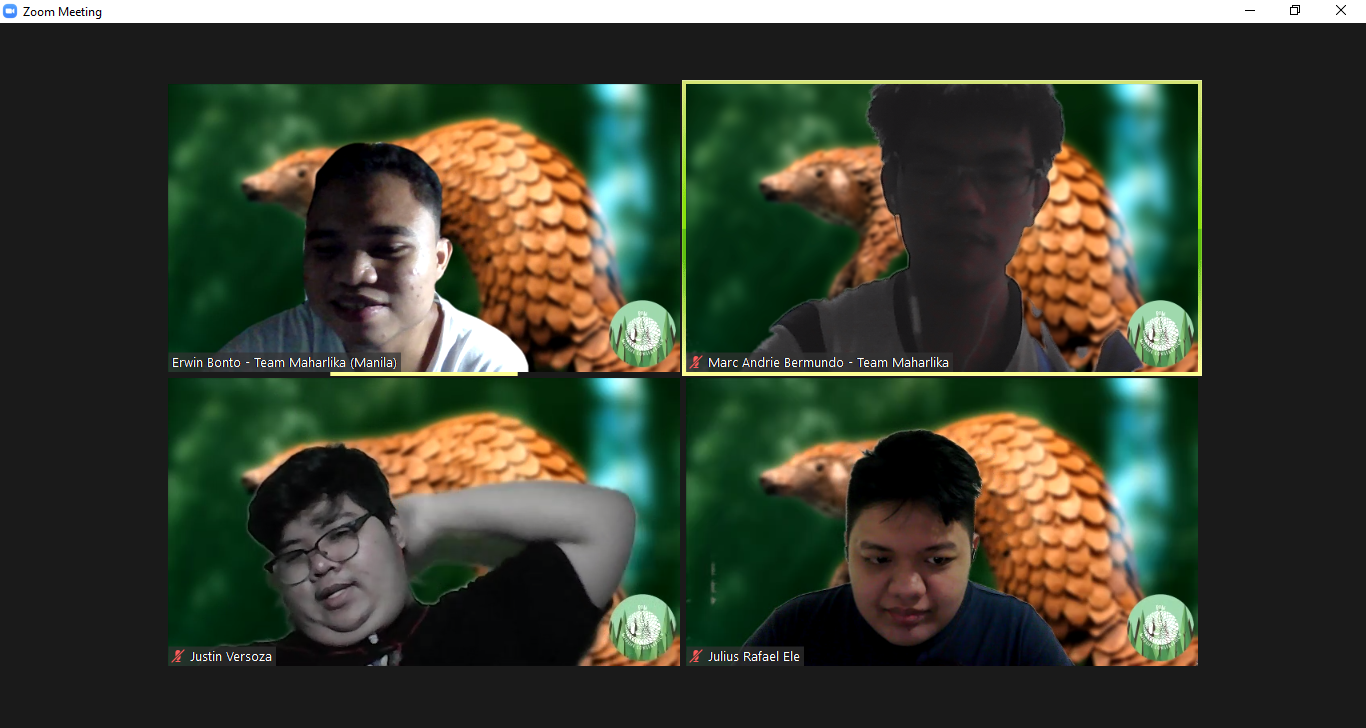 Zoom Meeting
Erwin Bonto - Team Maharlika (Manila)
Marc Andrie Bermundo - Team Maharlika
Justin Versoza
Julius Rafael Ele